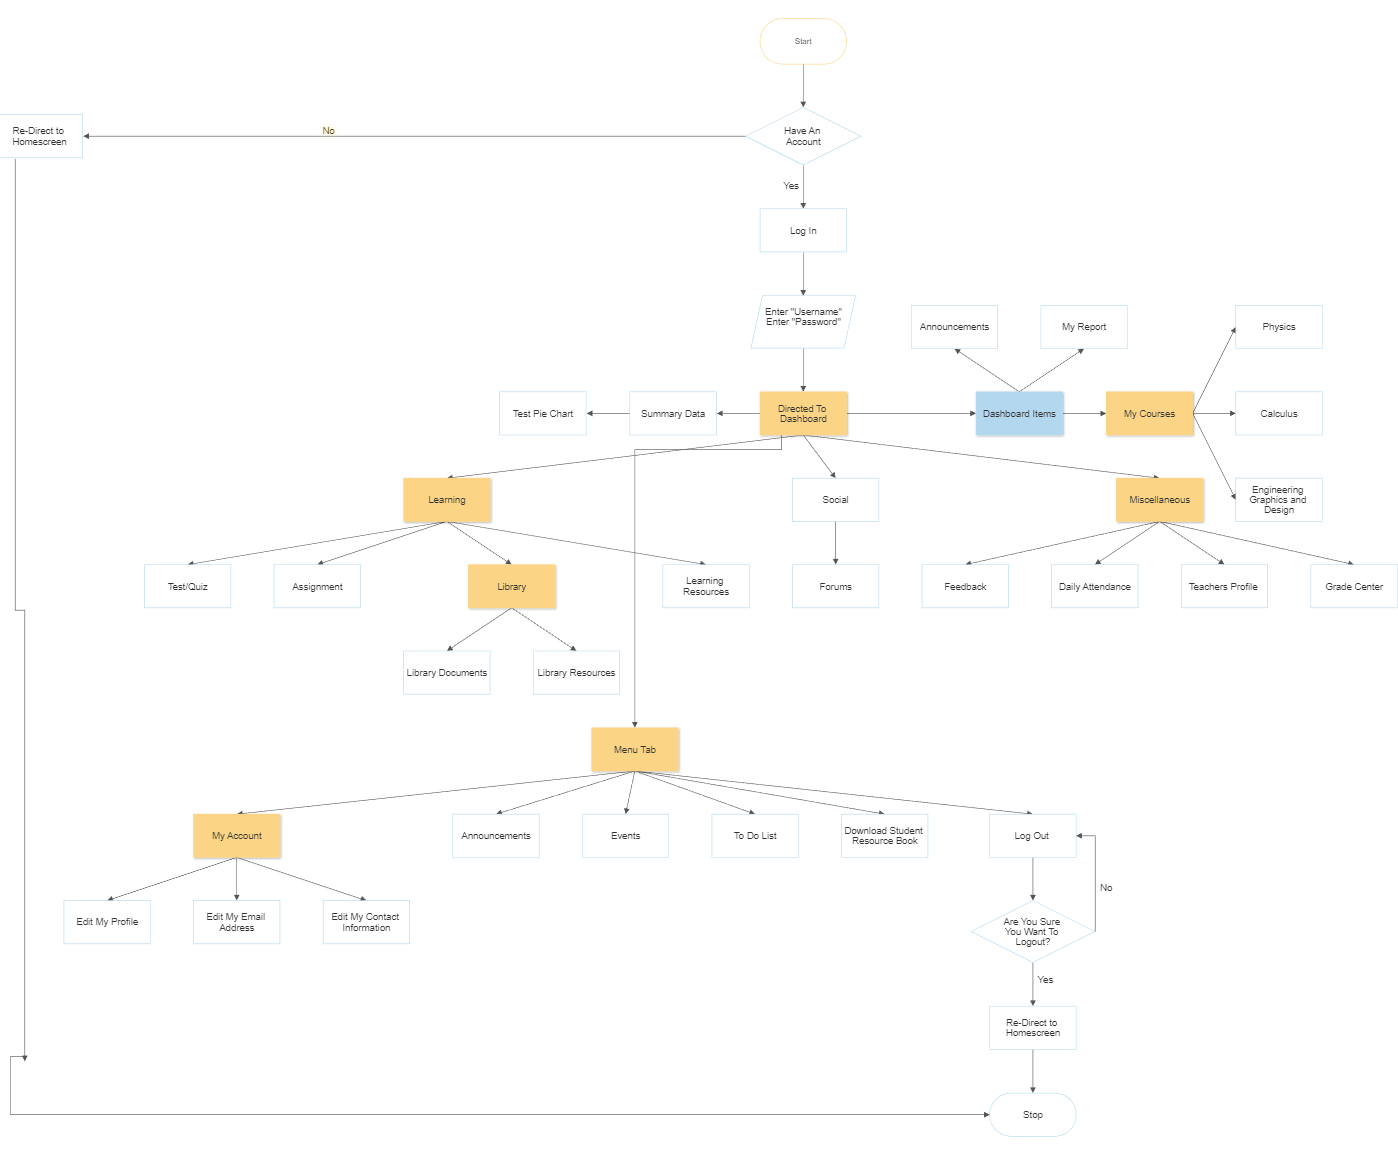 Start
Re-Direct to
Homescreen
No
Have An
Account
Yes
Log In
Enter "Username"
Enter "Password"
Announcements
My Report
Physics
Test Pie Chart
Summary Data
Directed To
Dashboard
Dashboard Items
My Courses
Calculus
Learning
Social
Miscellaneous
Engineering
Graphics and
Design
Test/Quiz
Assignment
Library
Learning
Resources
Forums
Feedback
Daily Attendance
Teachers Profile
Grade Center
Library Documents
Library Resources
Menu Tab
My Account
Announcements
Events
To Do List
Download Student
Resource Book
Log Out
No
Edit My Profile
Edit My Email
Address
Edit My Contact
Information
Are You Sure
You Want To
Logout?
Yes
Re-Direct to
Homescreen
Stop